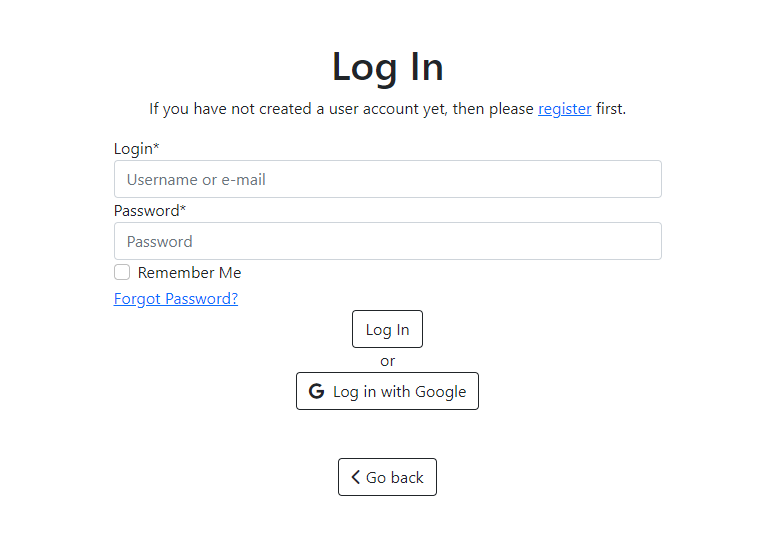 Log In
If you have not created a user account yet, then please register first.
Login*
Username or e-mail
Password*
Password
Remember Me
Forgot Password?
Log In
or
Log in with Google
Go back